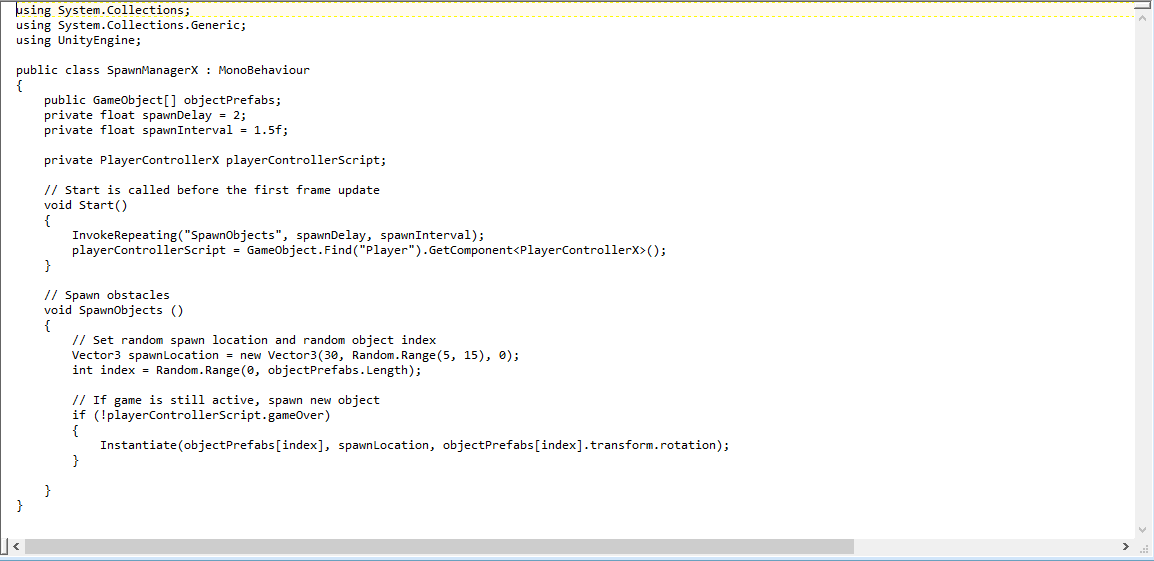 using System.Collections;
using System.Collections.Generic;
using UnityEngine;

public class SpawnManagerX : MonoBehaviour
{
    public GameObject[] objectPrefabs;
    private float spawnDelay = 2;
    private float spawnInterval = 1.5f;

    private PlayerControllerX playerControllerScript;

    // Start is called before the first frame update
    void Start()
    {
        InvokeRepeating("SpawnObjects", spawnDelay, spawnInterval);
        playerControllerScript = GameObject.Find("Player").GetComponent<PlayerControllerX>();
    }

    // Spawn obstacles
    void SpawnObjects ()
    {
        // Set random spawn location and random object index
        Vector3 spawnLocation = new Vector3(30, Random.Range(5, 15), 0);
        int index = Random.Range(0, objectPrefabs.Length);

        // If game is still active, spawn new object
        if (!playerControllerScript.gameOver)
        {
            Instantiate(objectPrefabs[index], spawnLocation, objectPrefabs[index].transform.rotation);
        }

    }
}